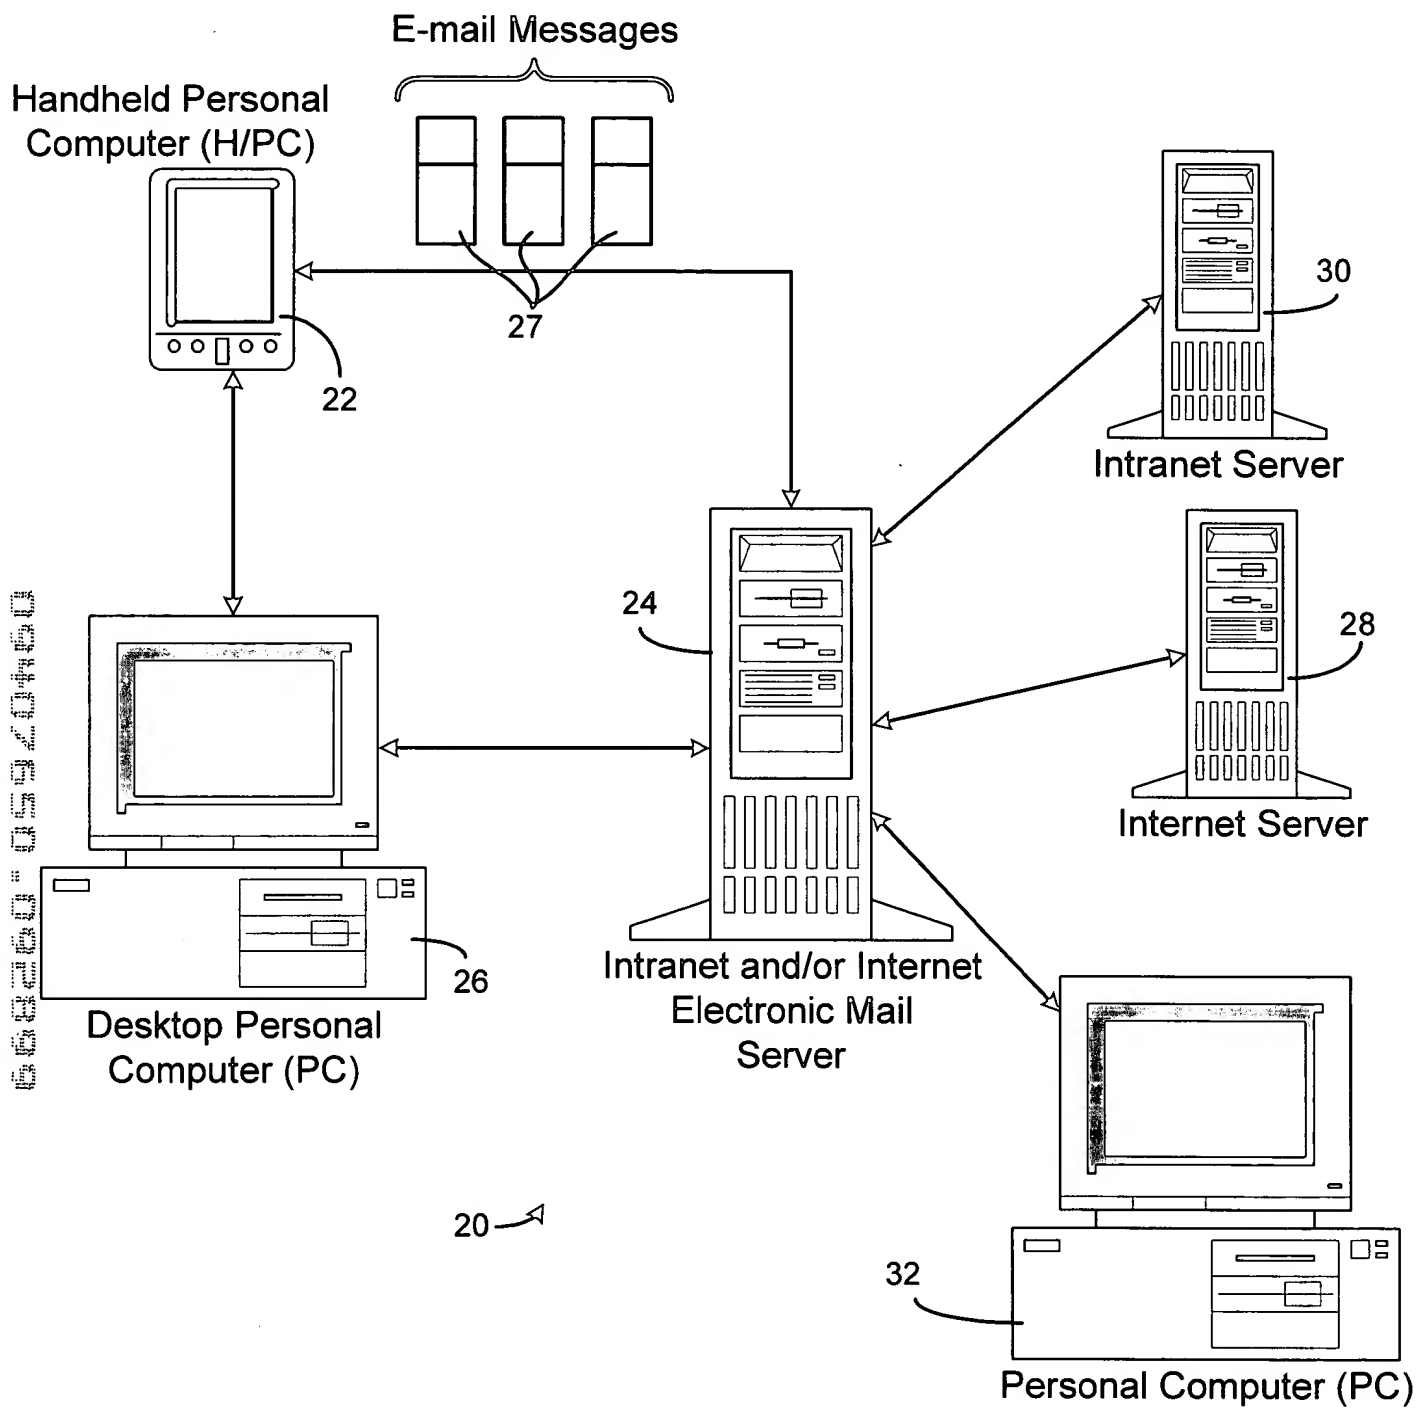 E-mail Messages
Handheld Personal
Computer (H/PC)
27
22
30
Intranet Server
24
28
Internet Server
26
Desktop Personal
Computer (PC)
Intranet and/or Internet
Electronic Mail
Server
20
32
Personal Computer (PC)